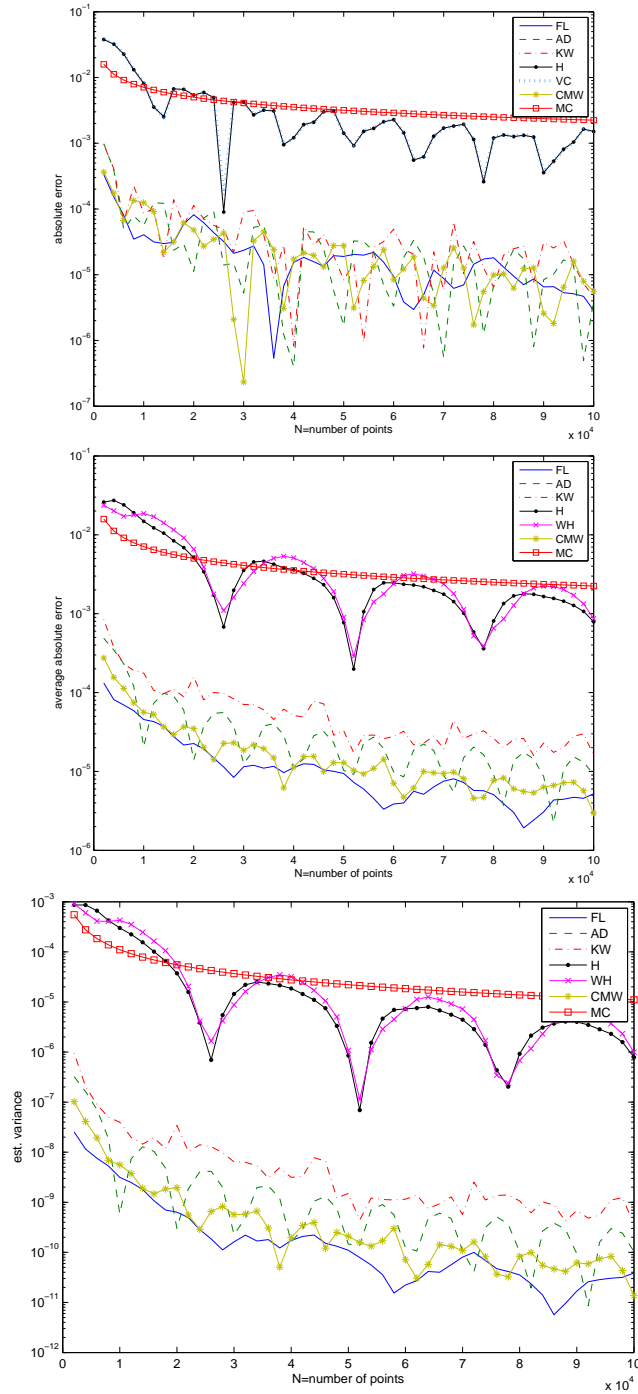 10^-1
10^-2
10^-3
10^-4
10^-5
10^-6
10^-7
absolute error
0 1 2 3 4 5 6 7 8 9 10
N=number of points
x 10^4
FL
AD
KW
H
VC
CMW
MC
10^-1
10^-2
10^-3
10^-4
10^-5
10^-6
average absolute error
0 1 2 3 4 5 6 7 8 9 10
N=number of points
x 10^4
FL
AD
KW
H
WH
CMW
MC
10^-3
10^-4
10^-5
10^-6
10^-7
10^-8
10^-9
10^-10
10^-11
10^-12
est. variance
0 1 2 3 4 5 6 7 8 9 10
N=number of points
x 10^4
FL
AD
KW
H
WH
CMW
MC